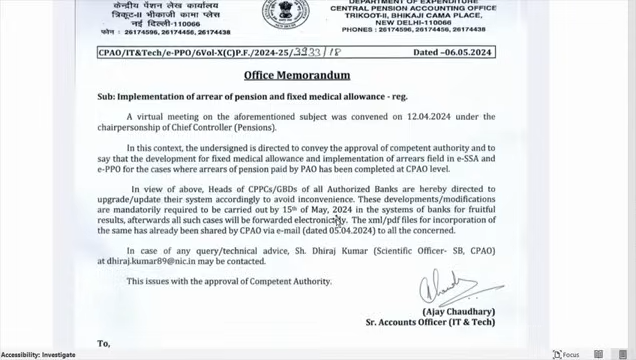 केन्द्रीय पेंशन लेखा कार्यालय
त्रिकूट-II भीकाजी कामा प्लेस
नई दिल्ली-110066
फोन : 26174596, 26174456, 26174438
DEPARTMENT OF EXPENDITURE
CENTRAL PENSION ACCOUNTING OFFICE
TRIKOOT-II, BHIKAJI CAMA PLACE,
NEW DELHI-110066
PHONES : 26174596, 26174456, 26174438
CPAO/IT&Tech/e-PPO/6Vol-X(C)P.F./2024-25/3933/18 Dated –06.05.2024
Office Memorandum
Sub: Implementation of arrear of pension and fixed medical allowance - reg.
A virtual meeting on the aforementioned subject was convened on 12.04.2024 under the
chairpersonship of Chief Controller (Pensions).
In this context, the undersigned is directed to convey the approval of competent authority and to
say that the development for fixed medical allowance and implementation of arrears field in e-SSA and
e-PPO for the cases where arrears of pension paid by PAO has been completed at CPAO level.
In view of above, Heads of CPPCs/GBDs of all Authorized Banks are hereby directed to
upgrade/update their system accordingly to avoid inconvenience. These developments/modifications
are mandatorily required to be carried out by 15th of May, 2024 in the systems of banks for fruitful
results, afterwards all such cases will be forwarded electronically. The xml/pdf files for incorporation of
the same has already been shared by CPAO via e-mail (dated 05.04.2024) to all the concerned.
In case of any query/technical advice, Sh. Dhiraj Kumar (Scientific Officer- SB, CPAO)
at dhiraj.kumar89@nic.in may be contacted.
This issues with the approval of Competent Authority.
(Ajay Chaudhary)
Sr. Accounts Officer (IT & Tech)
To,
Accessibility: Investigate
Focus